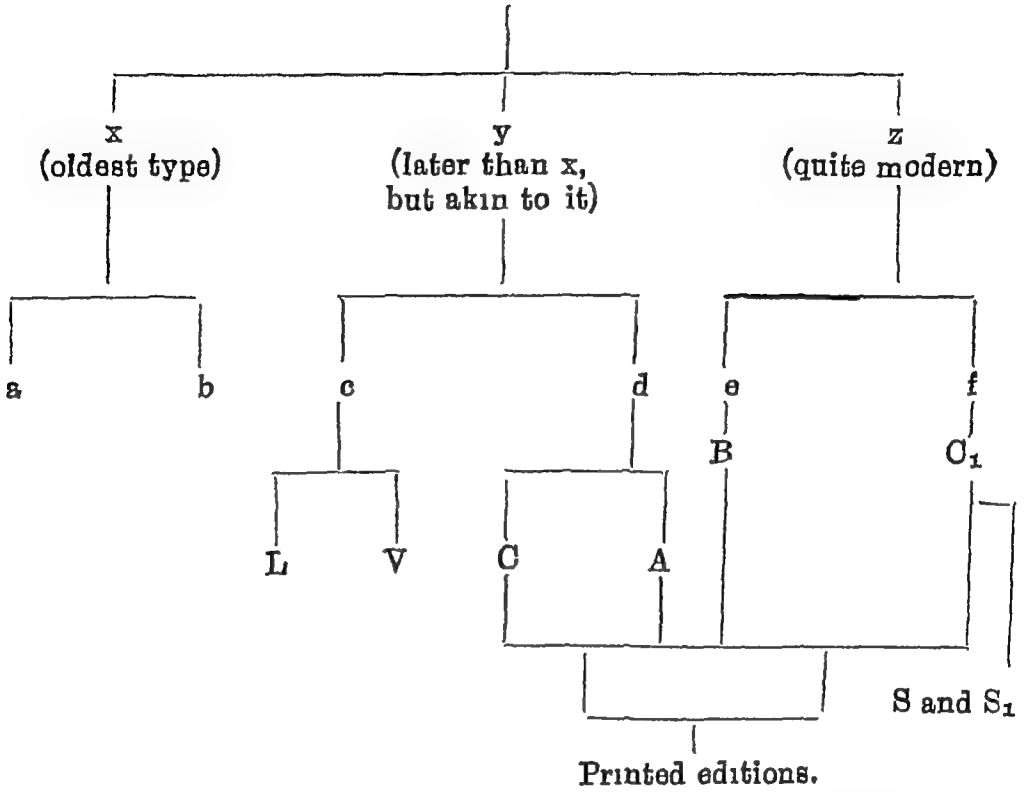 x
(oldest type)
y
(later than x,
but akin to it)
z
(quite modern)
a
b
c
d
e
f
B
C₁
L
V
C
A
S and S₁
Printed editions.